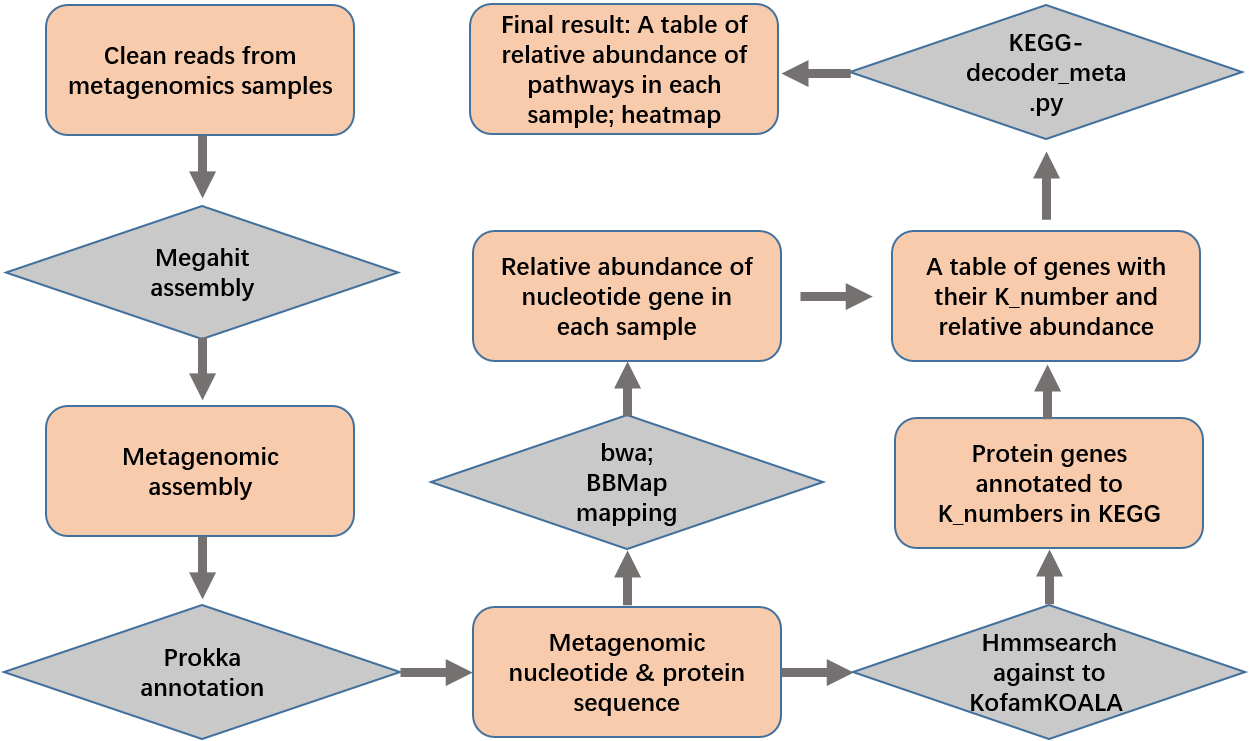 Clean reads from
metagenomics samples
Megahit
assembly
Metagenomic
assembly
Prokka
annotation
Metagenomic
nucleotide & protein
sequence
bwa;
BBMap
mapping
Relative abundance of
nucleotide gene in
each sample
Hmmsearch
against to
KofamKOALA
Protein genes
annotated to
K_numbers in KEGG
A table of genes with
their K_number and
relative abundance
KEGG-
decoder_meta
.py
Final result: A table of
relative abundance of
pathways in each
sample; heatmap